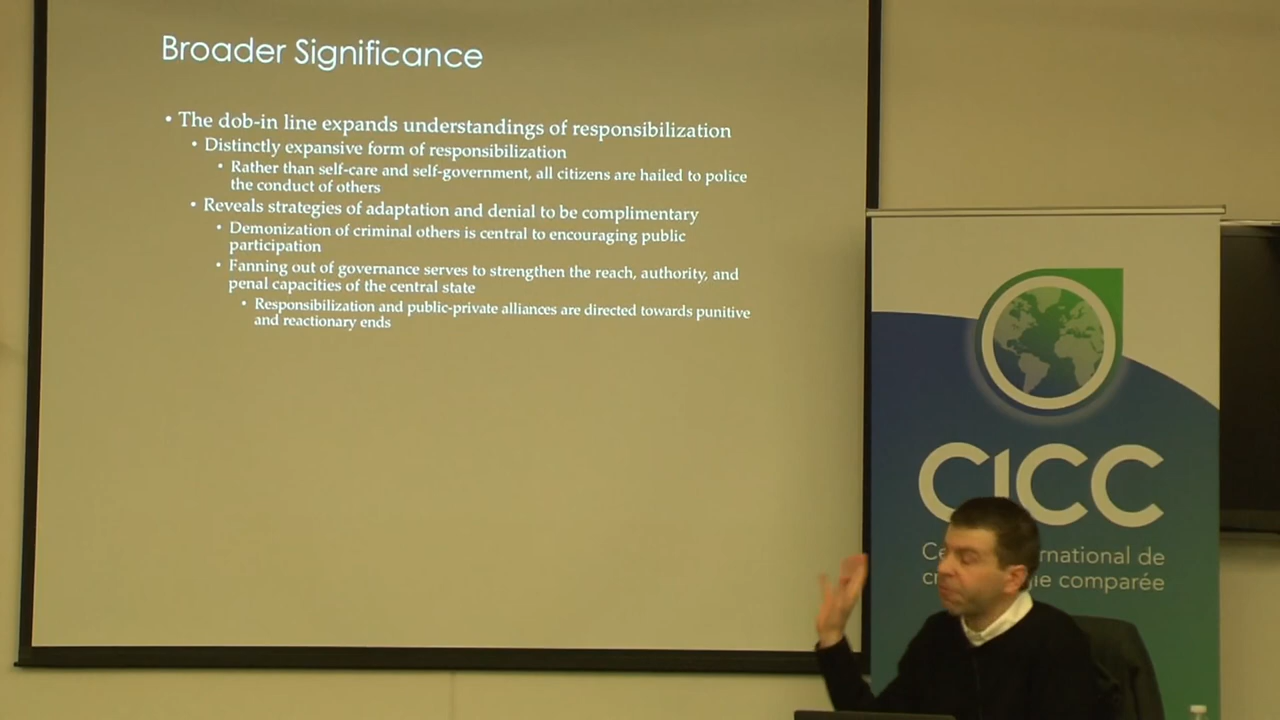 Broader Significance
• The dob-in line expands understandings of responsibilization
• Distinctly expansive form of responsibilization
• Rather than self-care and self-government, all citizens are hailed to police
the conduct of others
• Reveals strategies of adaptation and denial to be complimentary
• Demonization of criminal others is central to encouraging public
participation
• Fanning out of governance serves to strengthen the reach, authority, and
penal capacities of the central state
• Responsibilization and public-private alliances are directed towards punitive
and reactionary ends
CICC
de
comparée